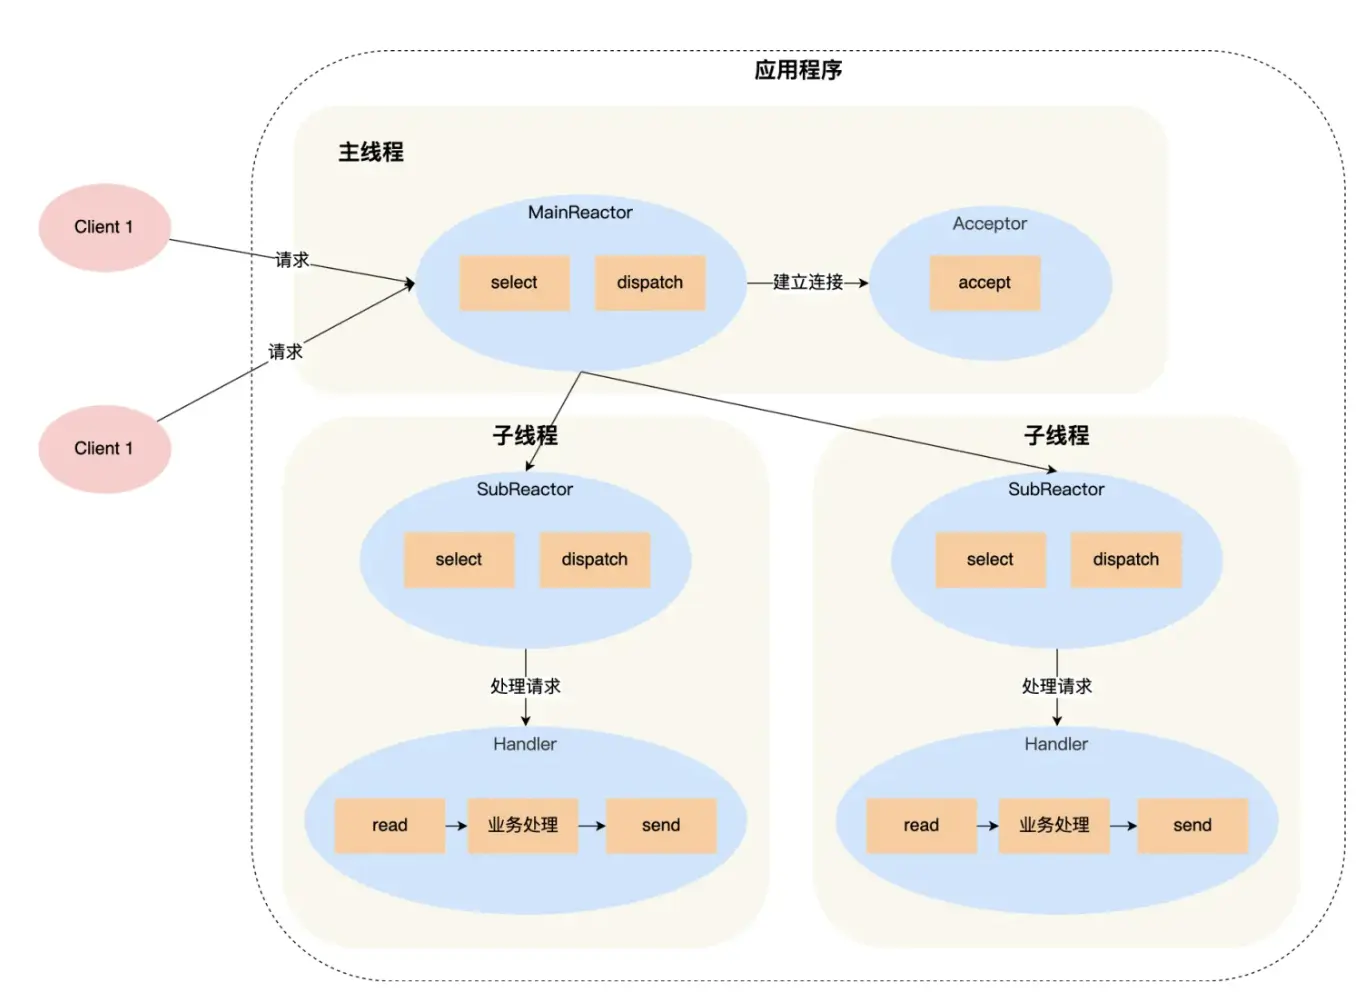 应用程序
主线程
Client 1
请求
MainReactor
select
dispatch
建立连接
Acceptor
accept
请求
Client 1
子线程
SubReactor
select
dispatch
处理请求
Handler
read
业务处理
send
子线程
SubReactor
select
dispatch
处理请求
Handler
read
业务处理
send